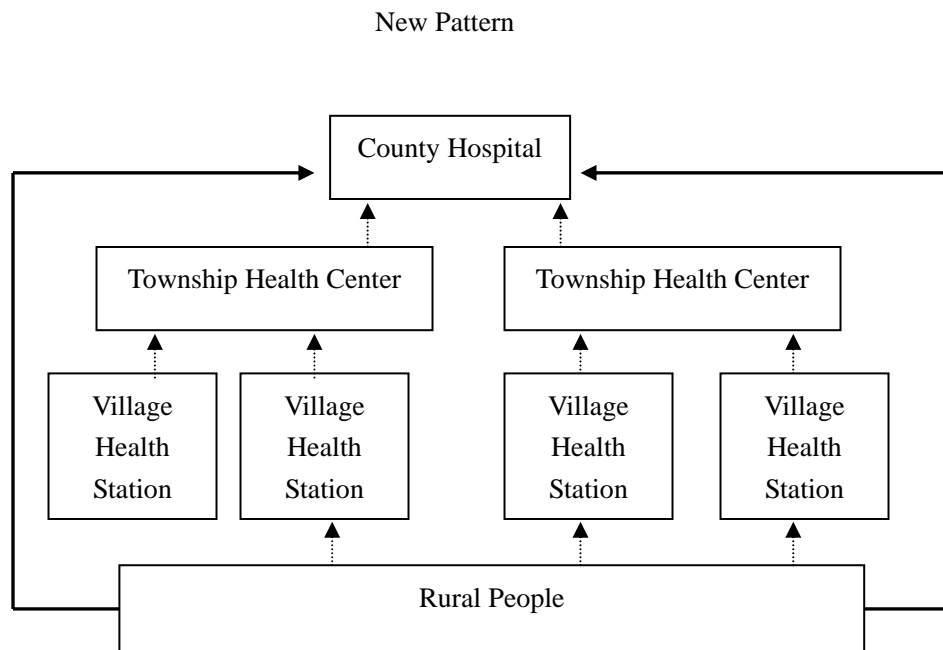 New Pattern
County Hospital
Township Health Center
Township Health Center
Village
Health
Station
Village
Health
Station
Village
Health
Station
Village
Health
Station
Rural People